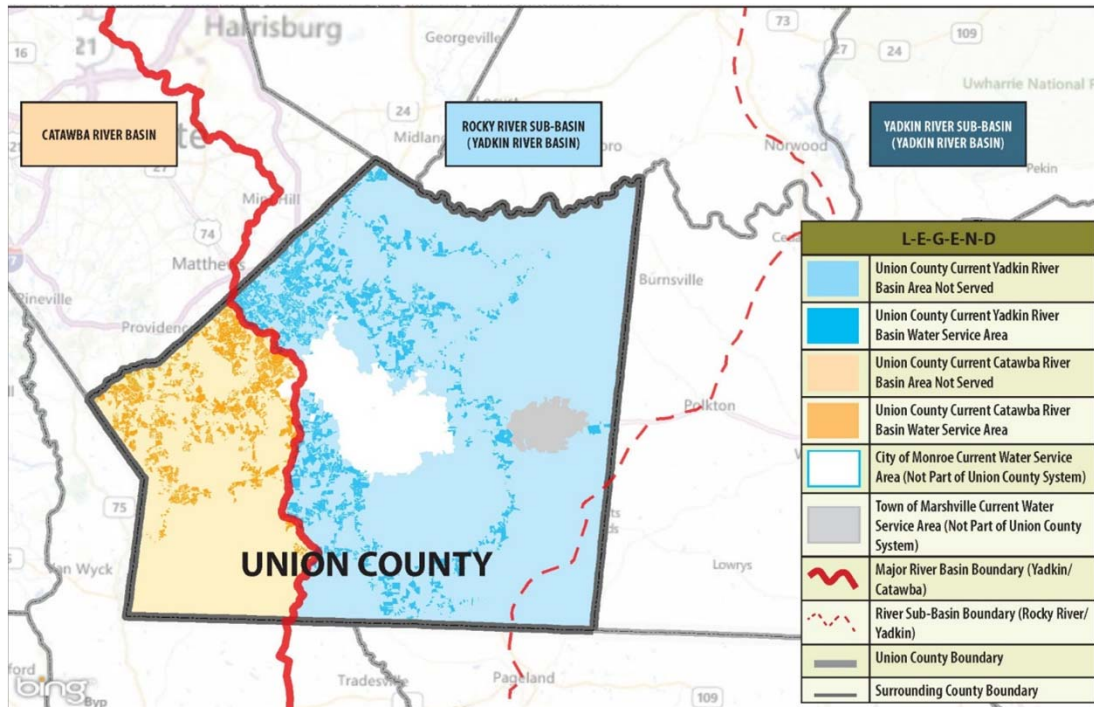 Harrisburg
Georgeville
73
109
16
21
27
24
Uwharrie National
CATAWBA RIVER BASIN
ROCKY RIVER SUB-BASIN
(YADKIN RIVER BASIN)
YADKIN RIVER SUB-BASIN
(YADKIN RIVER BASIN)
24
Norwood
Pekin
27
74
Matthews
L-E-G-E-N-D
Union County Current Yadkin River
Basin Area Not Served
Burnsville
Pineville
Union County Current Yadkin River
Basin Water Service Area
Union County Current Catawba River
Basin Area Not Served
Polkton
Union County Current Catawba River
Basin Water Service Area
City of Monroe Current Water Service
Area (Not Part of Union County System)
75
Town of Marshville Current Water
Service Area (Not Part of Union County
System)
Van Wyck
UNION COUNTY
Lowrys
Major River Basin Boundary (Yadkin/
Catawba)
River Sub-Basin Boundary (Rocky River/
Yadkin)
Union County Boundary
bing
Tradesville
Pageland
109
Surrounding County Boundary